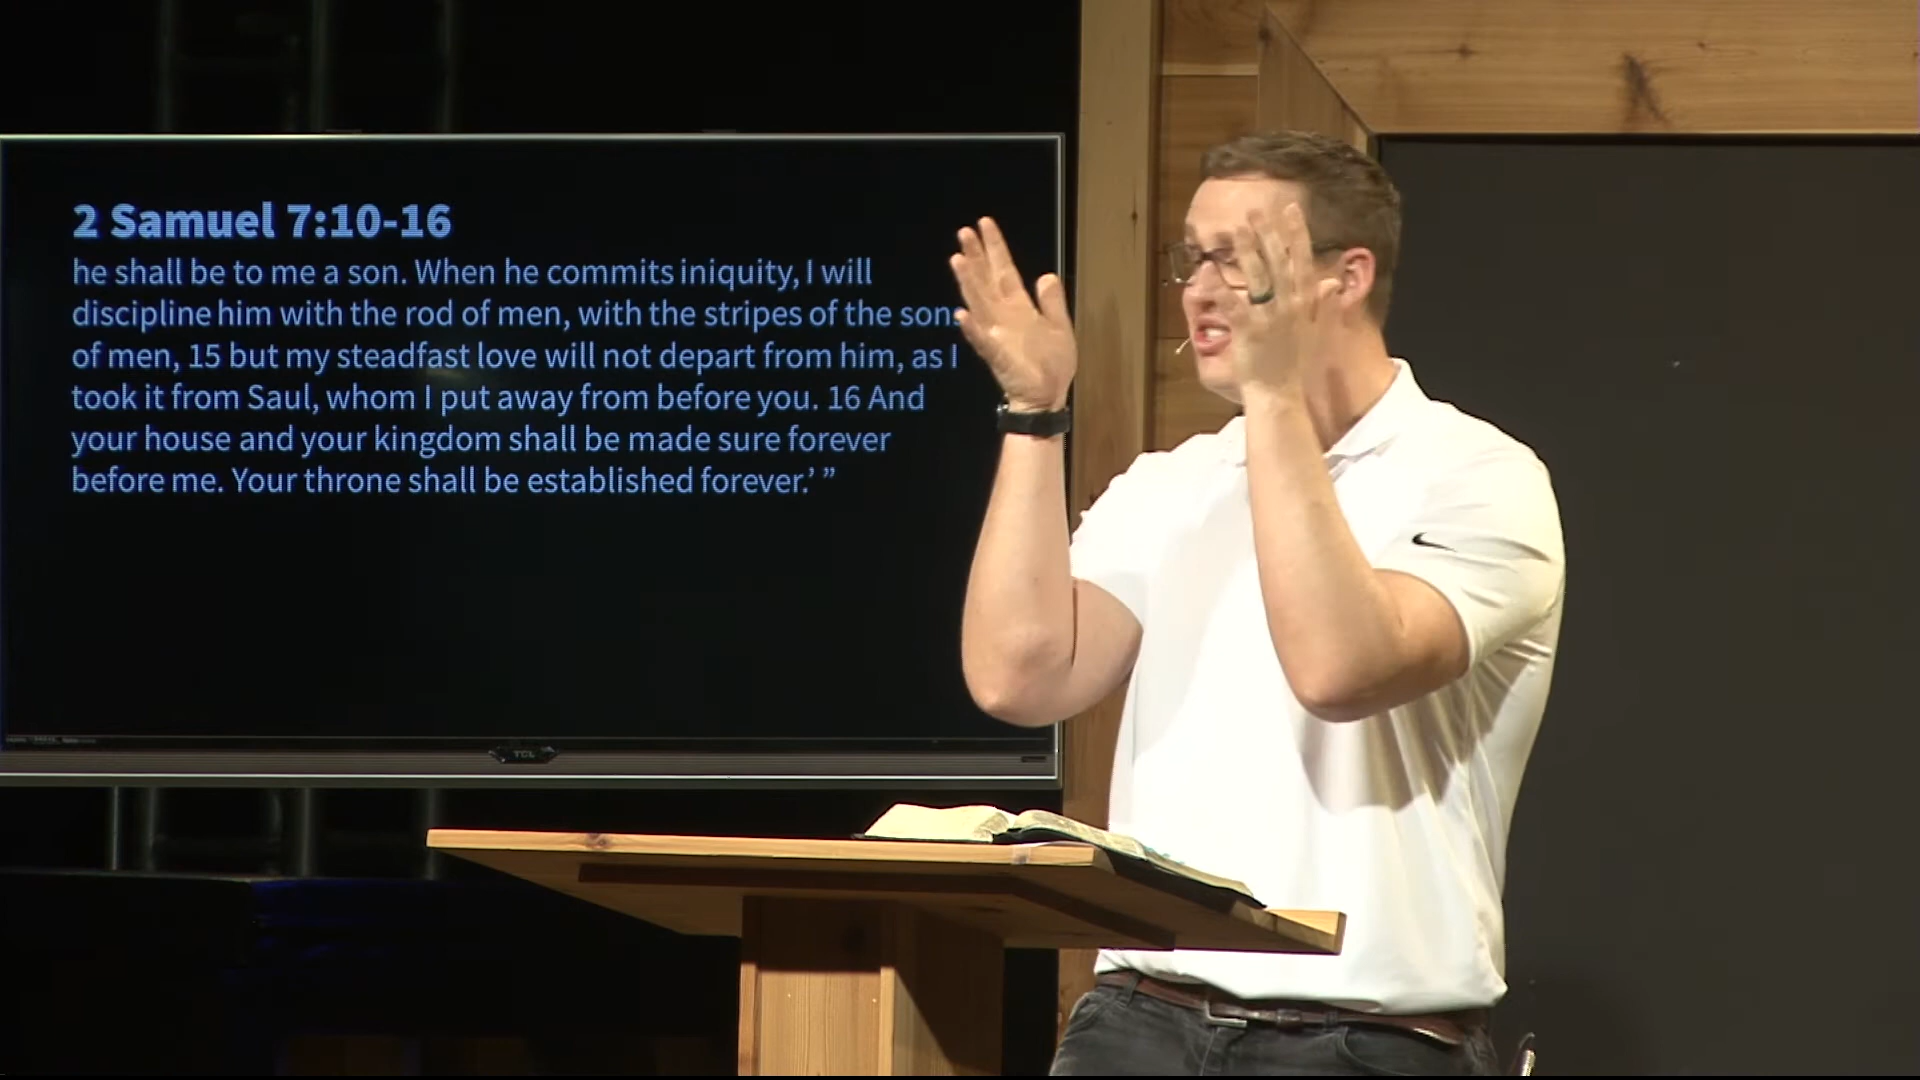 2 Samuel 7:10-16
he shall be to me a son. When he commits iniquity, I will
discipline him with the rod of men, with the stripes of the sons
of men, 15 but my steadfast love will not depart from him, as I
took it from Saul, whom I put away from before you. 16 And
your house and your kingdom shall be made sure forever
before me. Your throne shall be established forever.’ ”
TCL